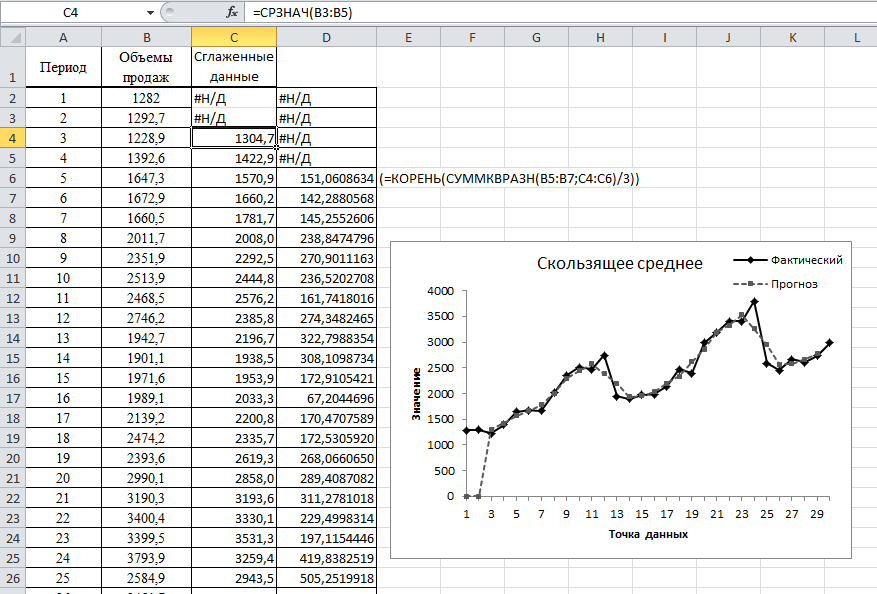 C4 fx =СРЗНАЧ(B3:B5)
A B C D E F G H I J K L
1 Период Объемы продаж Сглаженные данные
2 1 1282 #Н/Д #Н/Д
3 2 1292,7 #Н/Д #Н/Д
4 3 1228,9 1304,7 #Н/Д
5 4 1392,6 1422,9 #Н/Д
6 5 1647,3 1570,9 151,0608634 (=КОРЕНЬ(СУММКВРАЗН(B5:B7;C4:C6)/3))
7 6 1672,9 1660,2 142,2880568
8 7 1660,5 1781,7 145,2552606
9 8 2011,7 2008,0 238,8474796
10 9 2351,9 2292,5 270,9011163
11 10 2513,9 2444,8 236,5202708
12 11 2468,5 2576,2 161,7418016
13 12 2746,2 2385,8 274,3482465
14 13 1942,7 2196,7 322,7988354
15 14 1901,1 1938,5 308,1098734
16 15 1971,6 1953,9 172,9105421
17 16 1989,1 2033,3 67,2044696
18 17 2139,2 2200,8 170,4707589
19 18 2474,2 2335,7 172,5305920
20 19 2393,6 2619,3 268,0660650
21 20 2990,1 2858,0 289,4087082
22 21 3190,3 3193,6 311,2781018
23 22 3400,4 3330,1 229,4998314
24 23 3399,5 3531,3 197,1154446
25 24 3793,9 3259,4 419,8382519
26 25 2584,9 2943,5 505,2519918
Скользящее среднее
Фактический
Прогноз
Значение
4000
3500
3000
2500
2000
1500
1000
500
0
1 3 5 7 9 11 13 15 17 19 21 23 25 27 29
Точка данных